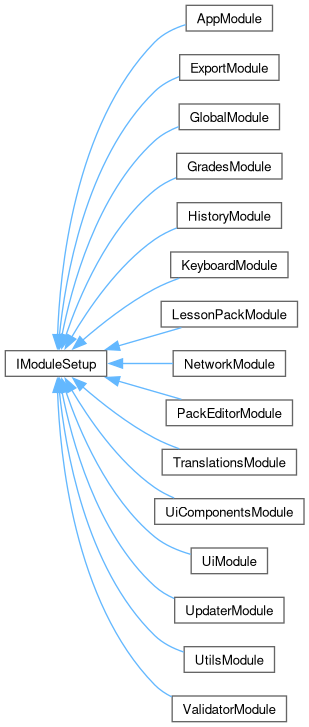 AppModule
ExportModule
GlobalModule
GradesModule
HistoryModule
KeyboardModule
LessonPackModule
IModuleSetup
NetworkModule
PackEditorModule
TranslationsModule
UiComponentsModule
UiModule
UpdaterModule
UtilsModule
ValidatorModule